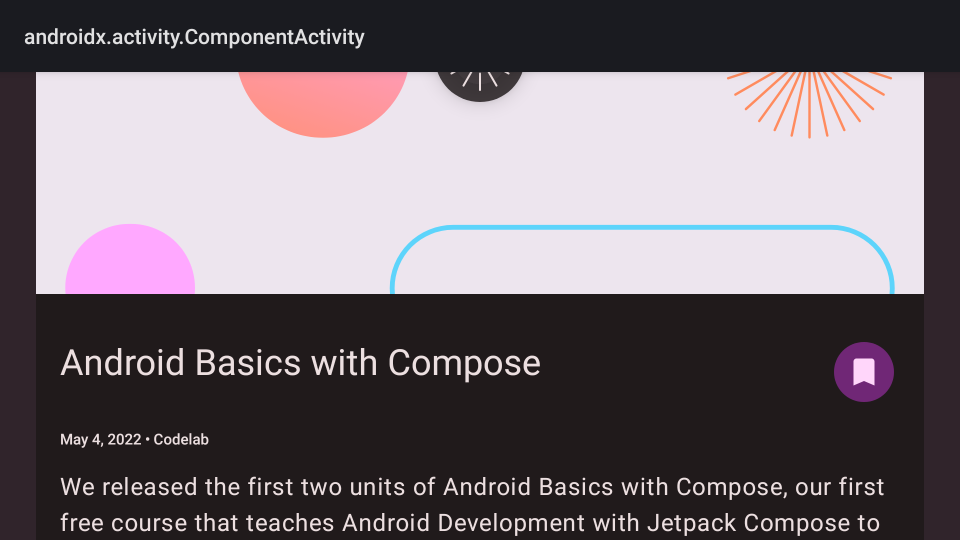 androidx.activity.ComponentActivity
Android Basics with Compose
May 4, 2022 • Codelab
We released the first two units of Android Basics with Compose, our first
free course that teaches Android Development with Jetpack Compose to